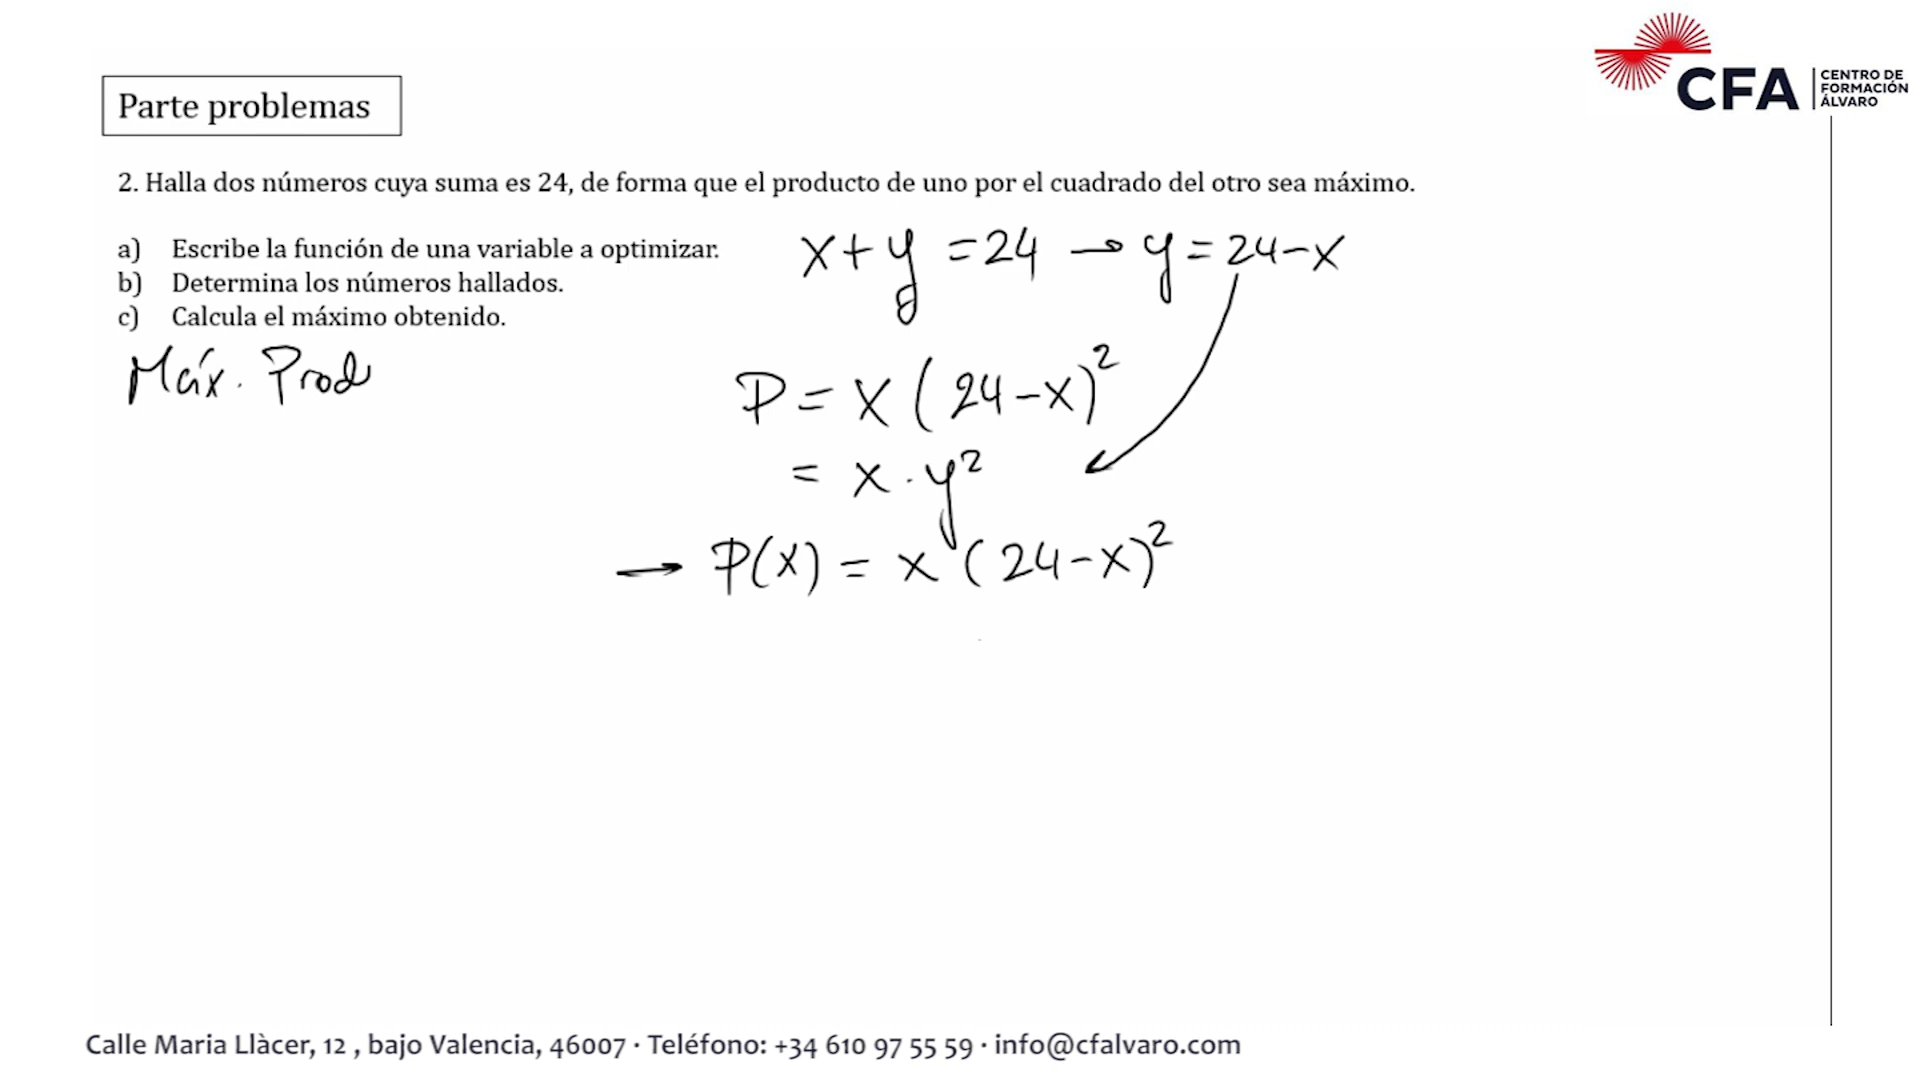 CFA
CENTRO DE
FORMACIÓN
ÁLVARO
Parte problemas
2. Halla dos números cuya suma es 24, de forma que el producto de uno por el cuadrado del otro sea máximo.
a) Escribe la función de una variable a optimizar.
b) Determina los números hallados.
c) Calcula el máximo obtenido.
x + y = 24 → y = 24 - x
Máx. Prod
P = x (24 - x)²
= x · y²
→ P(x) = x (24 - x)²
Calle Maria Llàcer, 12 , bajo Valencia, 46007 · Teléfono: +34 610 97 55 59 · info@cfalvaro.com